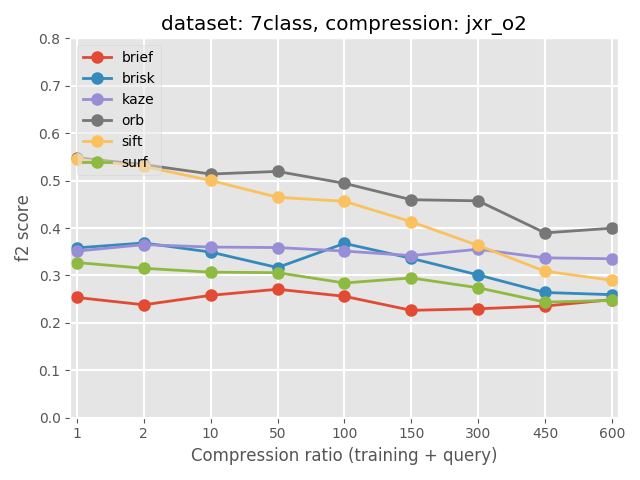 dataset: 7class, compression: jxr_o2
0.8
0.7
0.6
0.5
0.4
0.3
0.2
0.1
0.0
f2 score
brief
brisk
kaze
orb
sift
surf
1 2 10 50 100 150 300 450 600
Compression ratio (training + query)